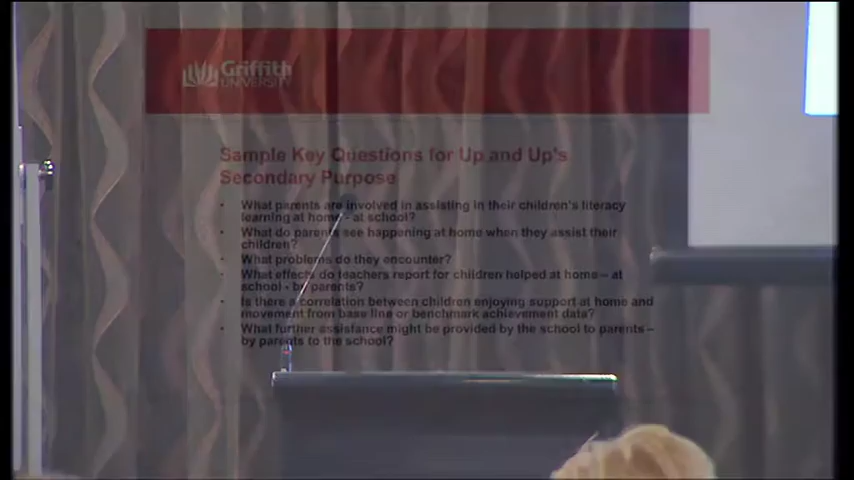 Griffith
UNIVERSITY
Sample Key Questions for Up and Up's
Secondary Purpose
• What parents are involved in assisting in their children's literacy
learning at home - at school?
• What do parents see happening at home when they assist their
children?
• What problems do they encounter?
• What effects do teachers report for children helped at home – at
school - by parents?
• Is there a correlation between children enjoying support at home and
movement from base line or benchmark achievement data?
• What further assistance might be provided by the school to parents –
by parents to the school?